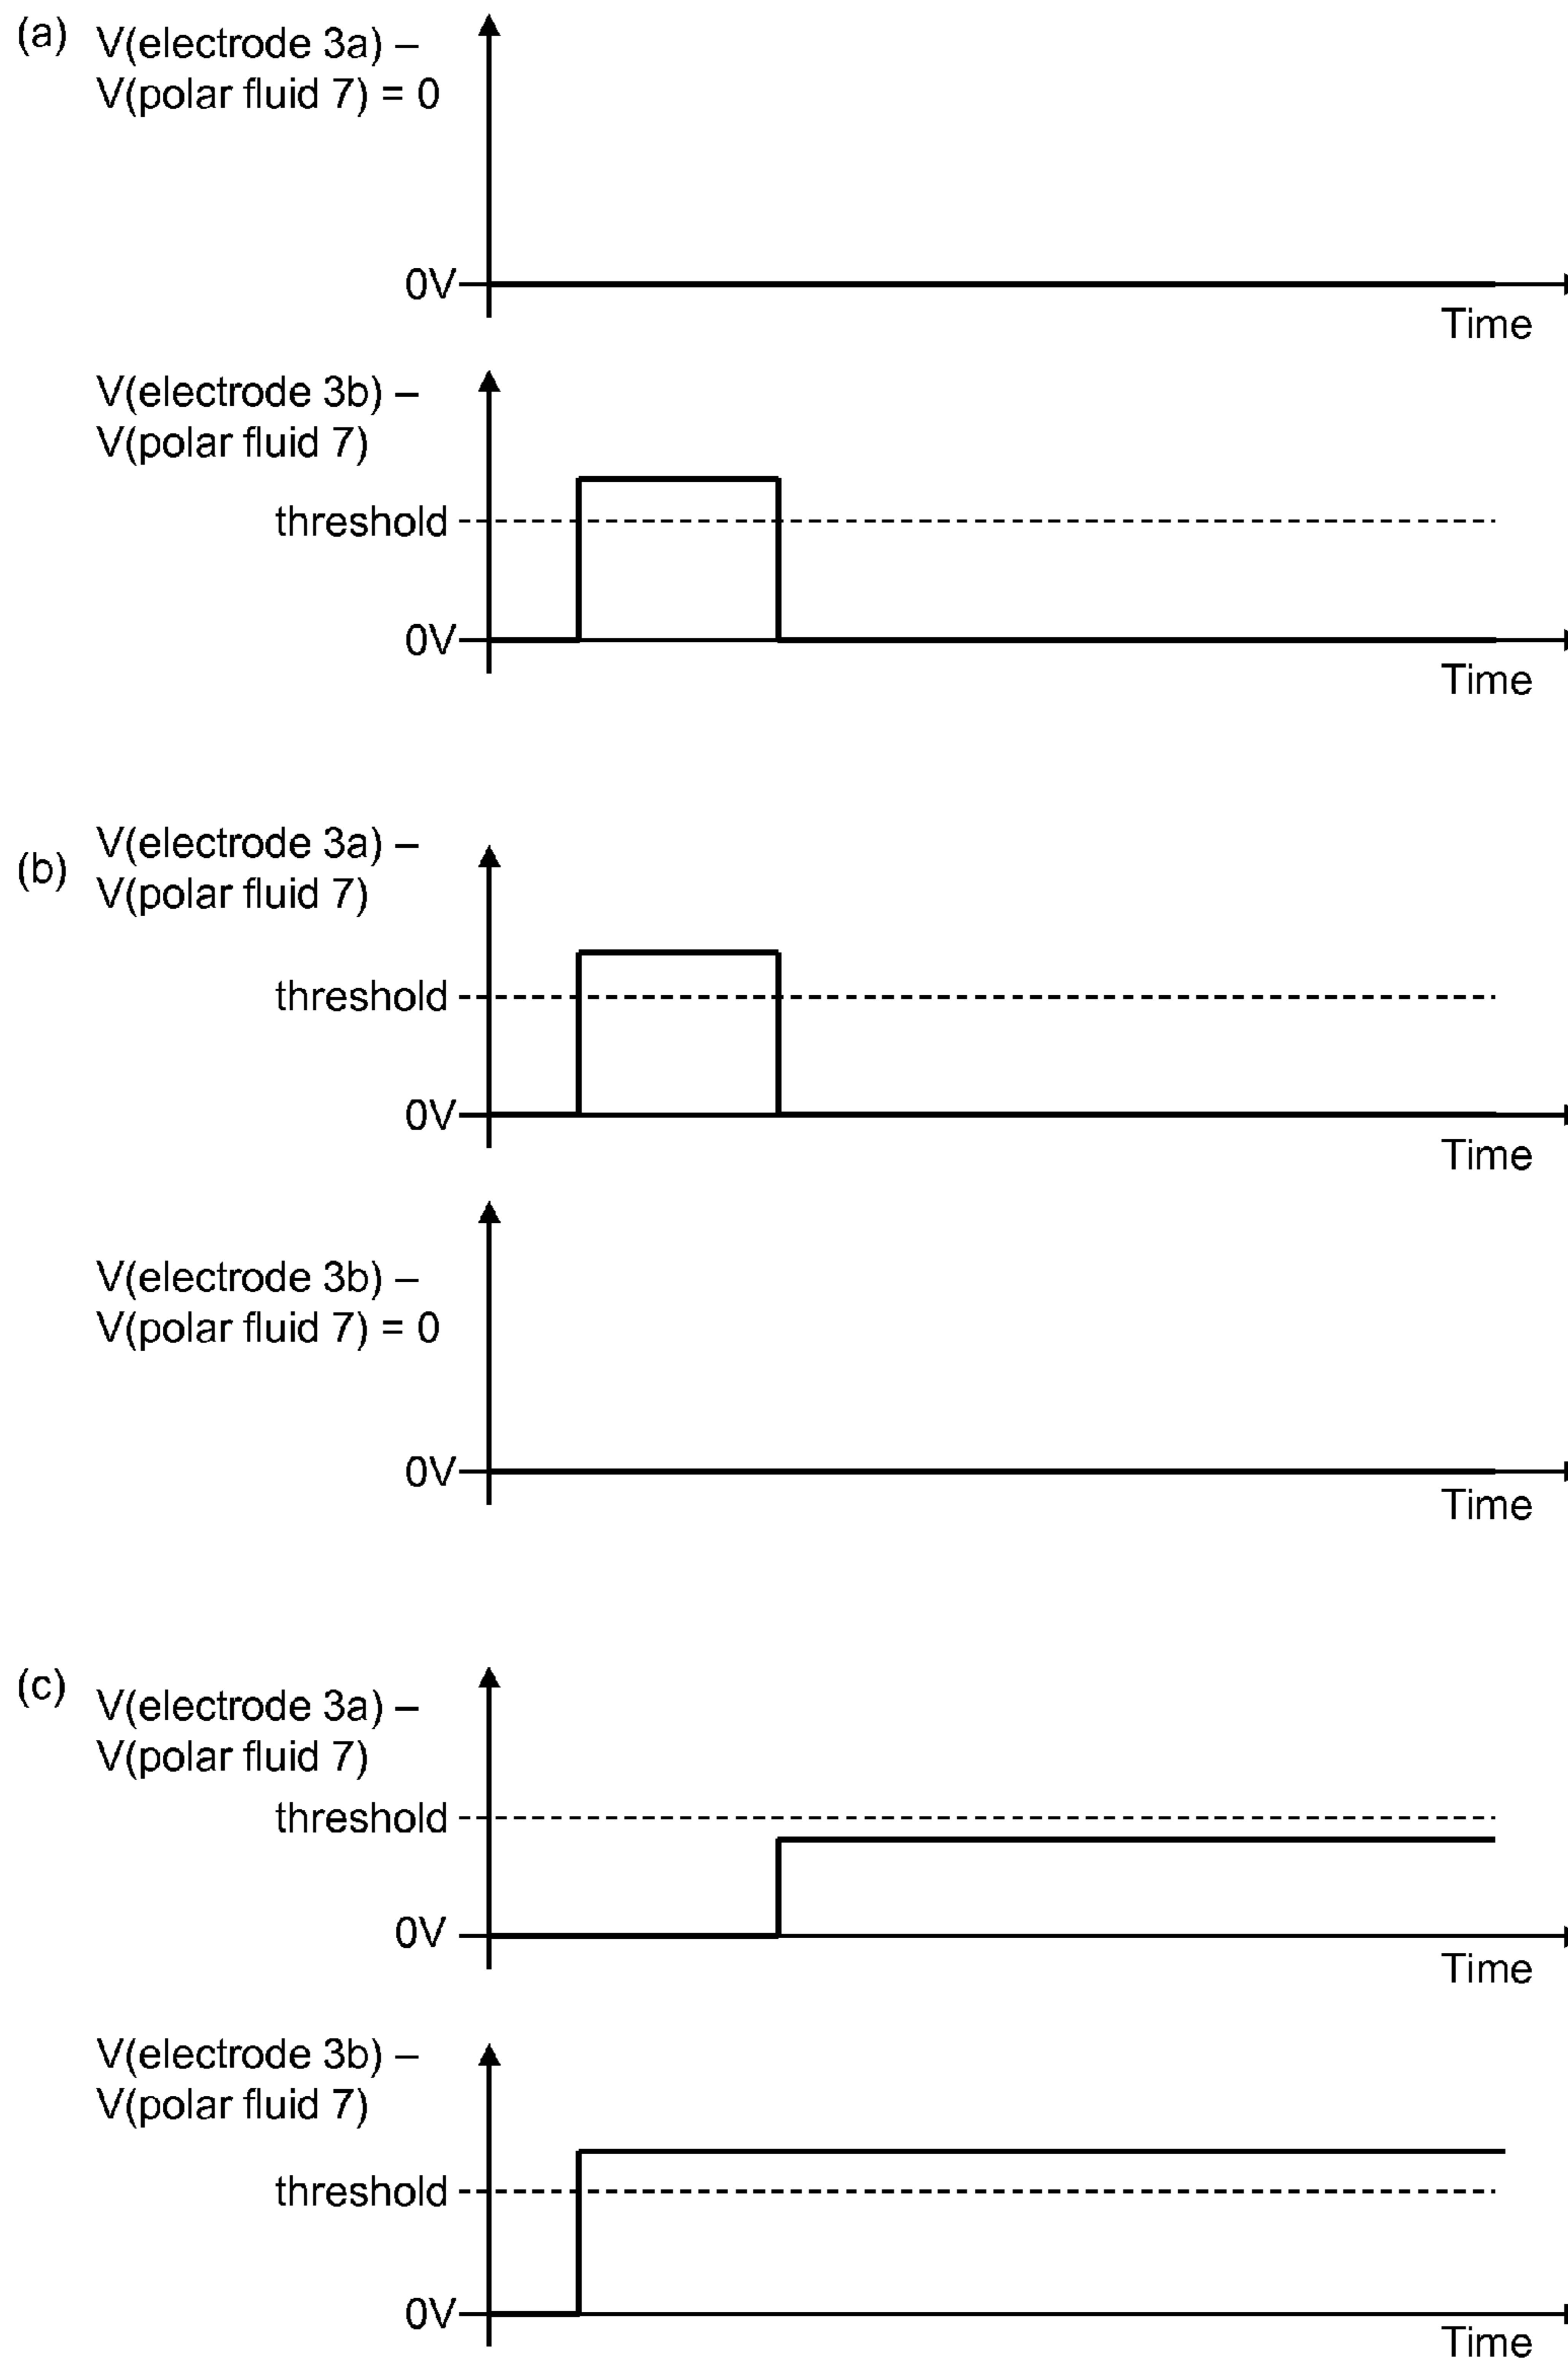 (a) V(electrode 3a) –
V(polar fluid 7) = 0
0V
Time
V(electrode 3b) –
V(polar fluid 7)
threshold
0V
Time
(b) V(electrode 3a) –
V(polar fluid 7)
threshold
0V
Time
V(electrode 3b) –
V(polar fluid 7) = 0
0V
Time
(c) V(electrode 3a) –
V(polar fluid 7)
threshold
0V
Time
V(electrode 3b) –
V(polar fluid 7)
threshold
0V
Time